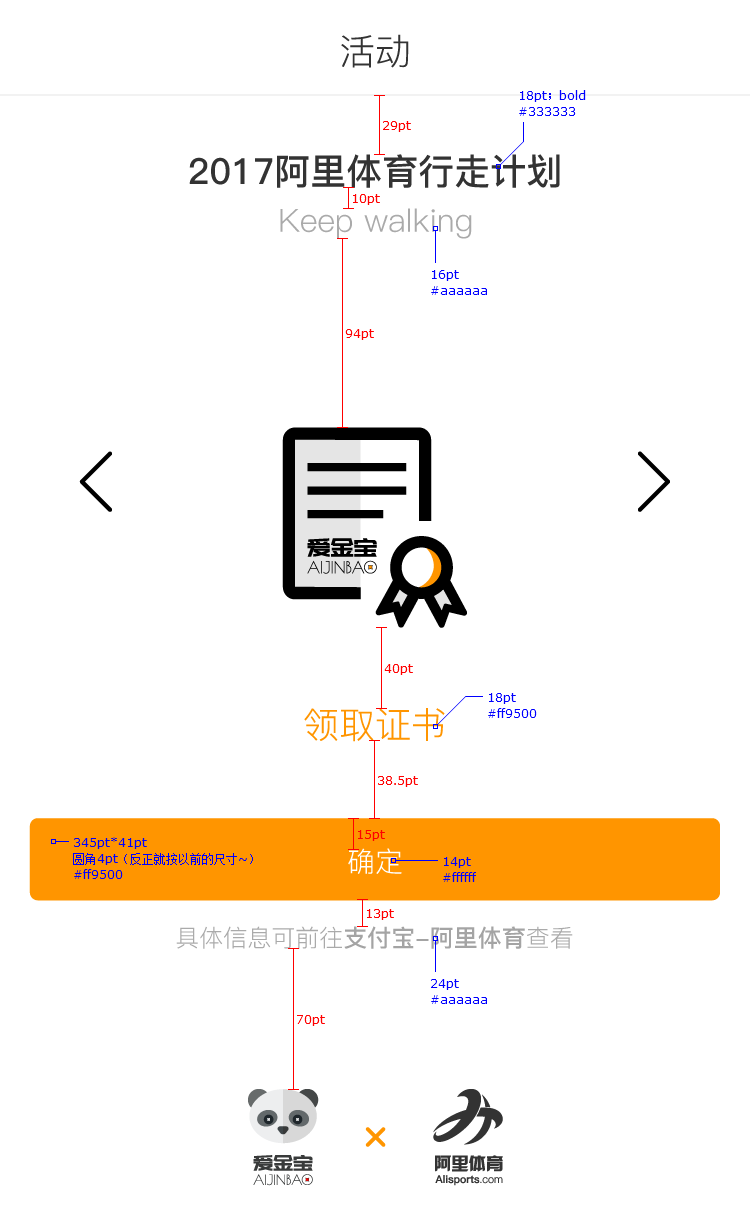 活动
18pt；bold
#333333
29pt
2017阿里体育行走计划
10pt
Keep walking
16pt
#aaaaaa
94pt
爱金宝
AIJINBAO
40pt
18pt
#ff9500
领取证书
38.5pt
15pt
345pt*41pt
圆角4pt（反正就按以前的尺寸~）
#ff9500
确定
14pt
#ffffff
13pt
具体信息可前往支付宝-阿里体育查看
24pt
#aaaaaa
70pt
爱金宝
AIJINBAO
阿里体育
Alisports.com